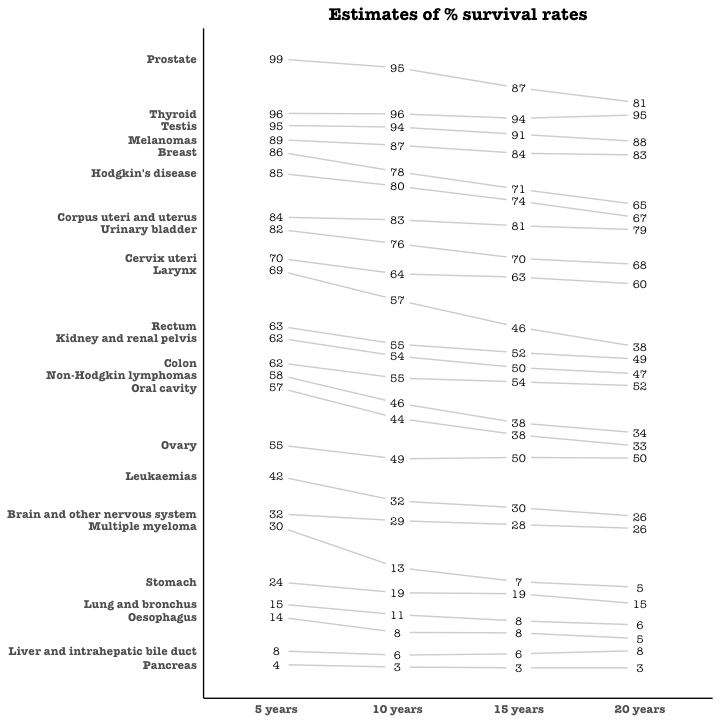 Estimates of % survival rates
Prostate 99 95 87 81
Thyroid 96 96 94 95
Testis 95 94 91 88
Melanomas 89 87 84 83
Breast 86 78 71 65
Hodgkin's disease 85 80 74 67
Corpus uteri and uterus 84 83 81 79
Urinary bladder 82 76 70 68
Cervix uteri 70 64 63 60
Larynx 69 57 46 38
Rectum 63 55 52 49
Kidney and renal pelvis 62 54 50 47
Colon 62 55 54 52
Non-Hodgkin lymphomas 58 46 38 34
Oral cavity 57 44 38 33
Ovary 55 49 50 50
Leukaemias 42 32 30 26
Brain and other nervous system 32 29 28 26
Multiple myeloma 30 13 7 5
Stomach 24 19 19 15
Lung and bronchus 15 11 8 6
Oesophagus 14 8 8 5
Liver and intrahepatic bile duct 8 6 6 8
Pancreas 4 3 3 3
5 years 10 years 15 years 20 years